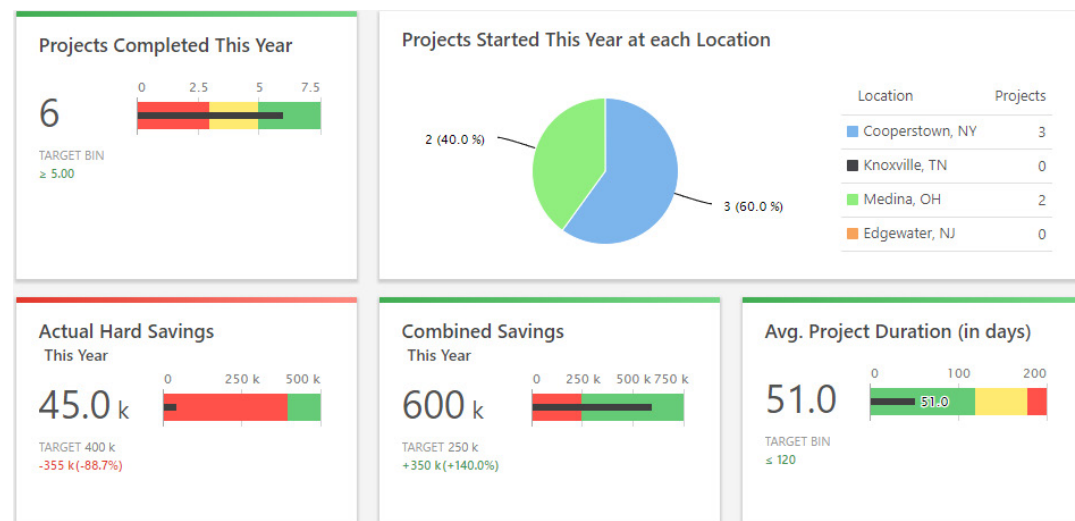 Projects Completed This Year
0 2.5 5 7.5
6
TARGET BIN
≥ 5.00
Projects Started This Year at each Location
2 (40.0 %)
3 (60.0 %)
Location Projects
Cooperstown, NY 3
Knoxville, TN 0
Medina, OH 2
Edgewater, NJ 0
Actual Hard Savings
This Year
0 250 k 500 k
45.0 k
TARGET 400 k
-355 k (-88.7%)
Combined Savings
This Year
0 250 k 500 k 750 k
600 k
TARGET 250 k
+350 k (+140.0%)
Avg. Project Duration (in days)
0 100 200
51.0
51.0
TARGET BIN
≤ 120